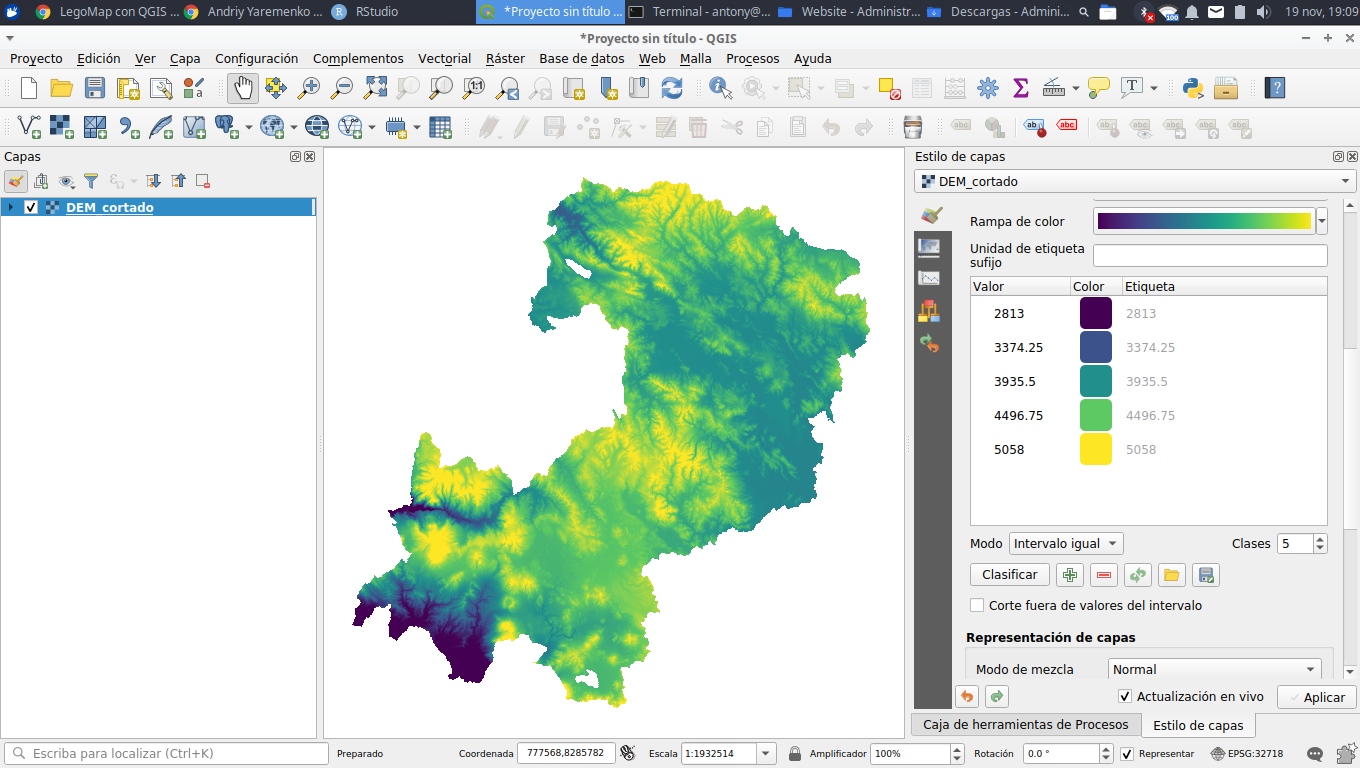 LegoMap con QGIS ... Andriy Yaremenko ... RStudio *Proyecto sin título ... Terminal - antony@... Website - Administr... Descargas - Admini... 100 19 nov, 19:09
*Proyecto sin título - QGIS
Proyecto Edición Ver Capa Configuración Complementos Vectorial Ráster Base de datos Web Malla Procesos Ayuda
Capas
DEM_cortado
Estilo de capas
DEM_cortado
Rampa de color
Unidad de etiqueta
sufijo
Valor Color Etiqueta
2813 2813
3374.25 3374.25
3935.5 3935.5
4496.75 4496.75
5058 5058
Modo Intervalo igual Clases 5
Clasificar
Corte fuera de valores del intervalo
Representación de capas
Modo de mezcla Normal
Actualización en vivo Aplicar
Caja de herramientas de Procesos Estilo de capas
Escriba para localizar (Ctrl+K) Preparado Coordenada 777568,8285782 Escala 1:1932514 Amplificador 100% Rotación 0.0 ° Representar EPSG:32718